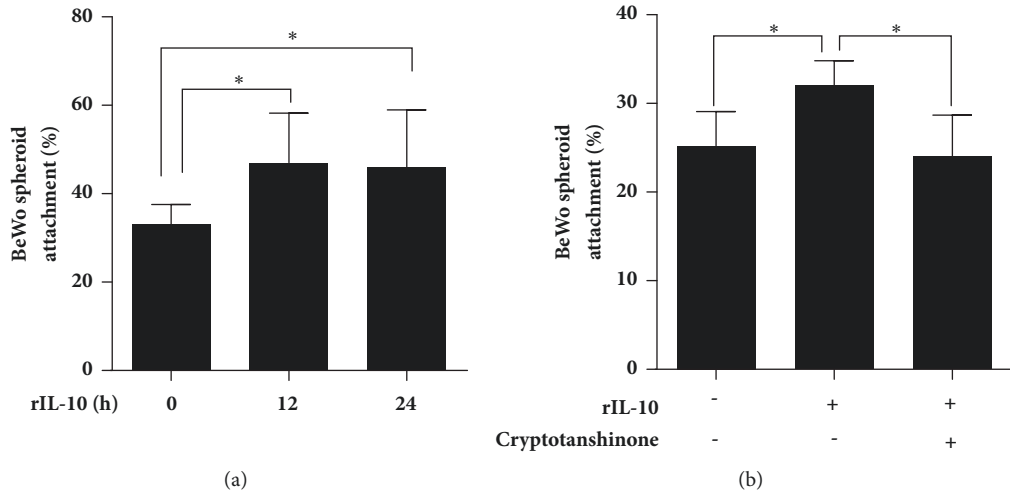 80
60
40
20
0
BeWo spheroid
attachment (%)
*
*
rIL-10 (h) 0 12 24
(a)
40
30
20
10
0
BeWo spheroid
attachment (%)
* *
rIL-10 - + +
Cryptotanshinone - - +
(b)